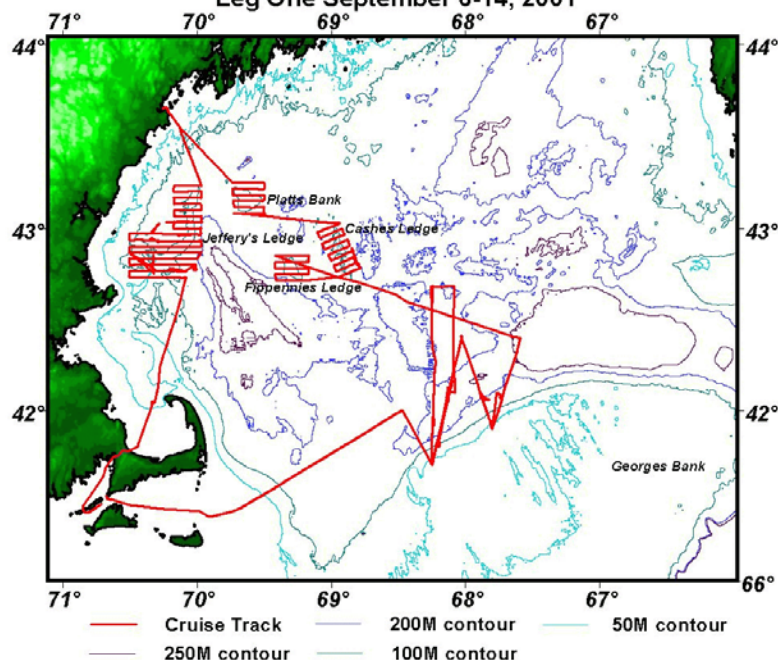 Leg One September 6-14, 2001
71° 70° 69° 68° 67°
44° 44°
Platts Bank
43° 43°
Cashes Ledge
Jeffery's Ledge
Fippennies Ledge
42° 42°
Georges Bank
71° 70° 69° 68° 67° 66°
Cruise Track 200M contour 50M contour
250M contour 100M contour